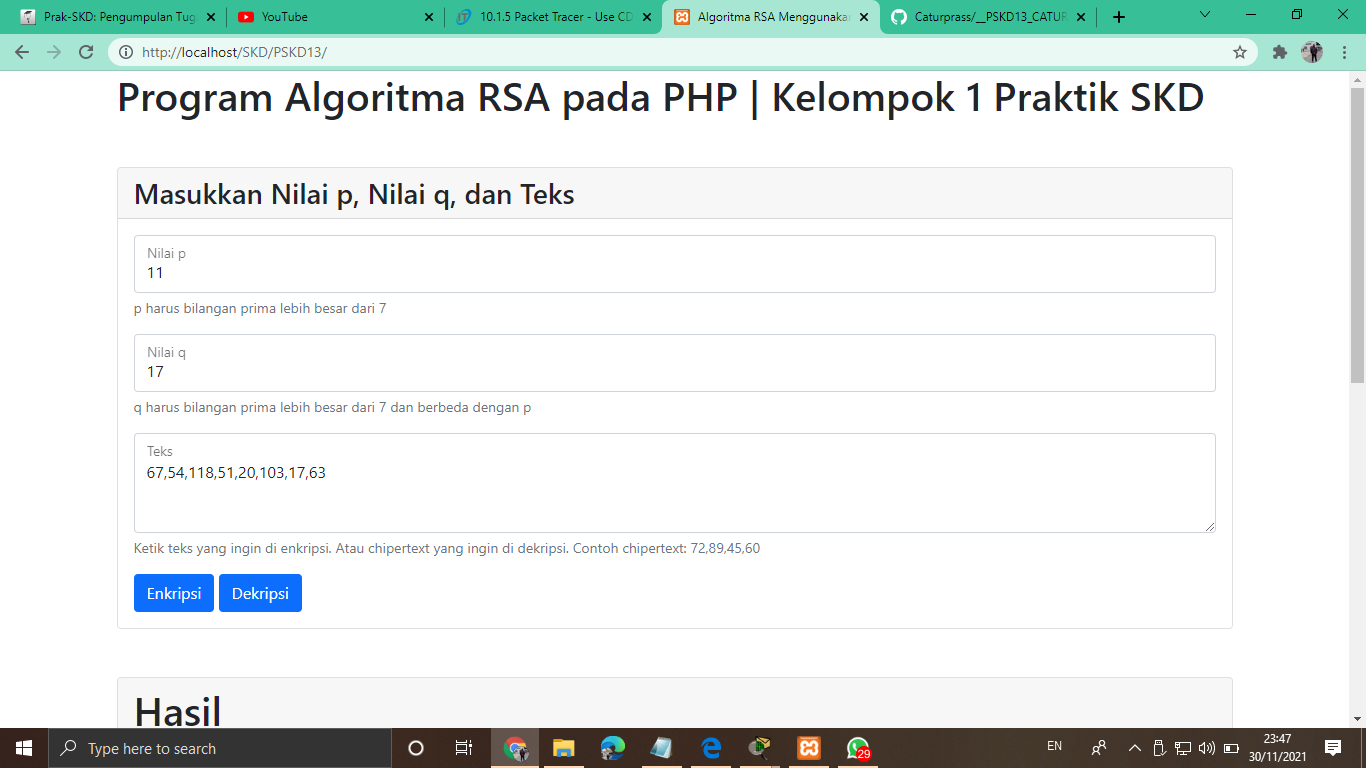 Prak-SKD: Pengumpulan Tug
YouTube
10.1.5 Packet Tracer - Use CD
Algoritma RSA Menggunakan
Caturprass/__PSKD13_CATUR
http://localhost/SKD/PSKD13/
Program Algoritma RSA pada PHP | Kelompok 1 Praktik SKD
Masukkan Nilai p, Nilai q, dan Teks
Nilai p
11
p harus bilangan prima lebih besar dari 7
Nilai q
17
q harus bilangan prima lebih besar dari 7 dan berbeda dengan p
Teks
67,54,118,51,20,103,17,63
Ketik teks yang ingin di enkripsi. Atau chipertext yang ingin di dekripsi. Contoh chipertext: 72,89,45,60
Enkripsi
Dekripsi
Hasil
Type here to search
29
EN
23:47
30/11/2021